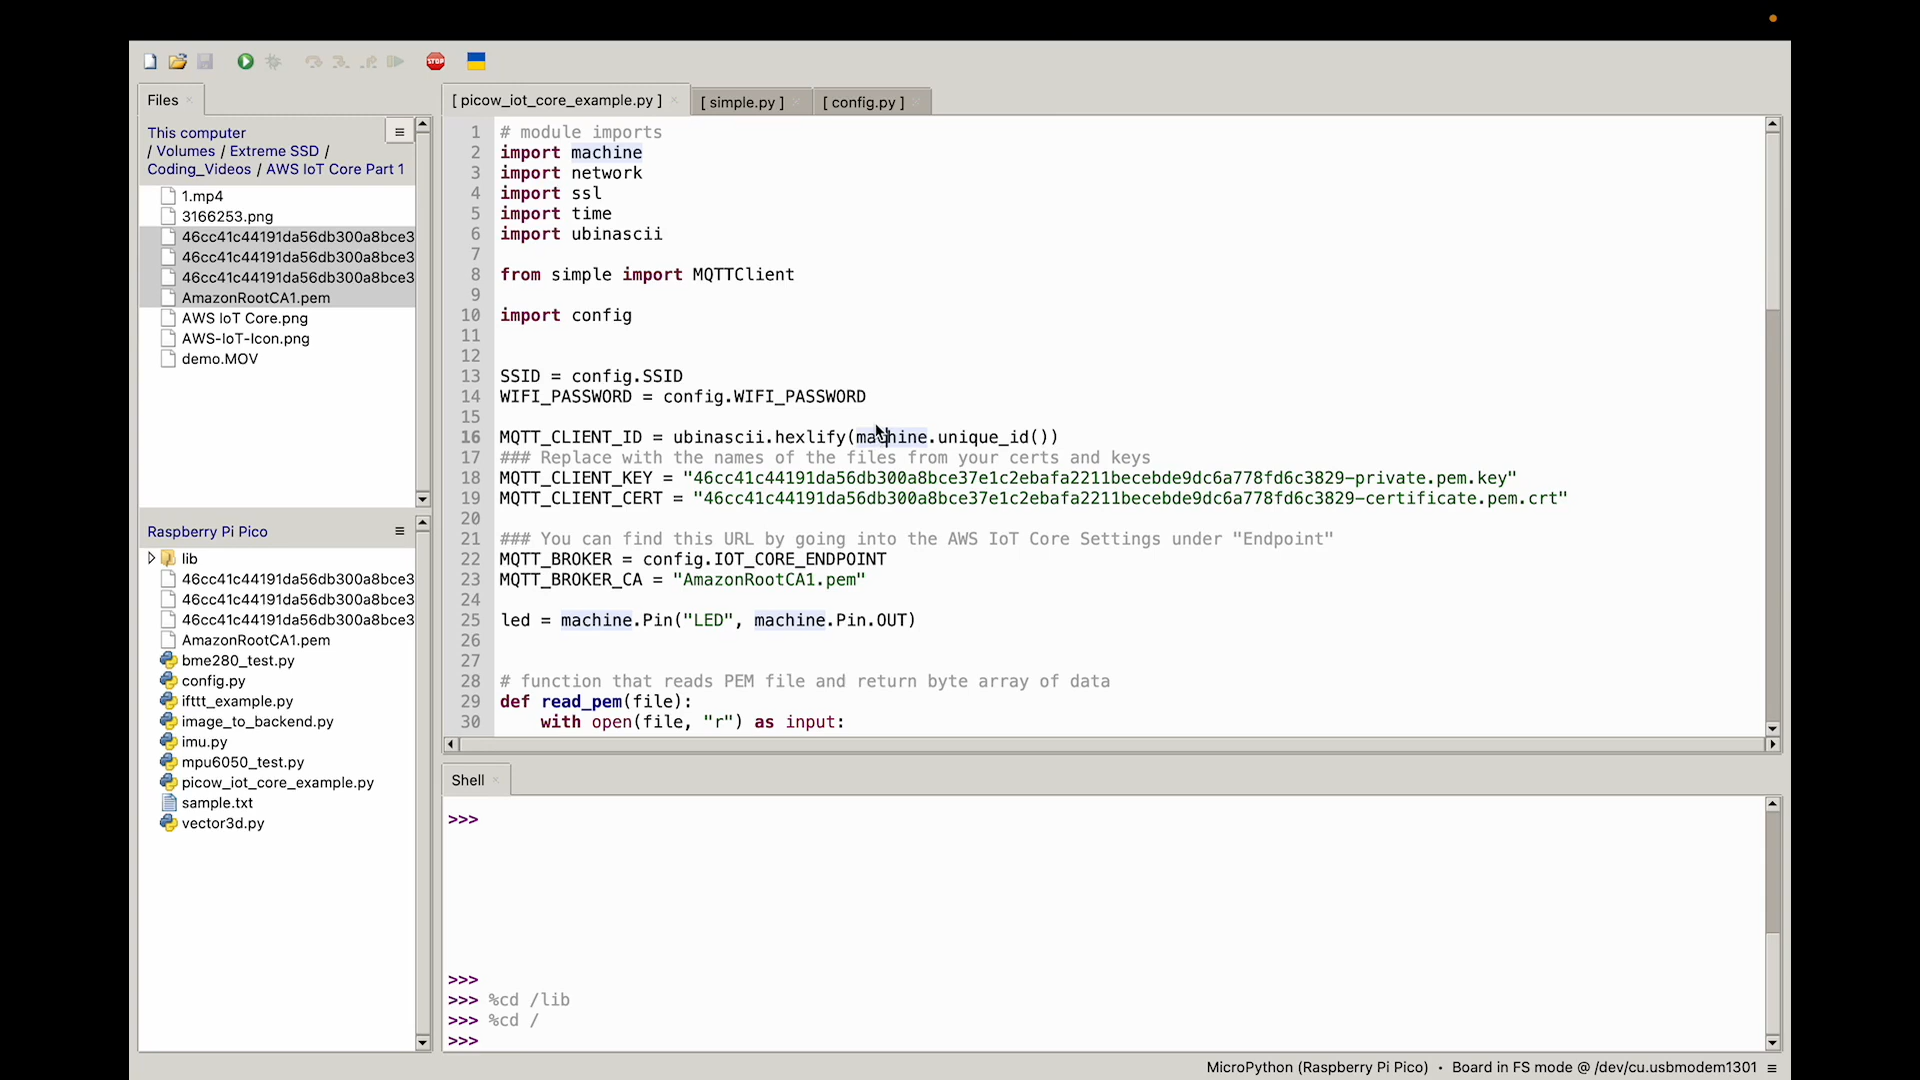 STOP
Files
This computer
/ Volumes / Extreme SSD /
Coding_Videos / AWS IoT Core Part 1
1.mp4
3166253.png
46cc41c44191da56db300a8bce3
46cc41c44191da56db300a8bce3
46cc41c44191da56db300a8bce3
AmazonRootCA1.pem
AWS IoT Core.png
AWS-IoT-Icon.png
demo.MOV
Raspberry Pi Pico
lib
46cc41c44191da56db300a8bce3
46cc41c44191da56db300a8bce3
46cc41c44191da56db300a8bce3
AmazonRootCA1.pem
bme280_test.py
config.py
ifttt_example.py
image_to_backend.py
imu.py
mpu6050_test.py
picow_iot_core_example.py
sample.txt
vector3d.py
[ picow_iot_core_example.py ] [ simple.py ] [ config.py ]
1 # module imports
2 import machine
3 import network
4 import ssl
5 import time
6 import ubinascii
7
8 from simple import MQTTClient
9
10 import config
11
12
13 SSID = config.SSID
14 WIFI_PASSWORD = config.WIFI_PASSWORD
15
16 MQTT_CLIENT_ID = ubinascii.hexlify(machine.unique_id())
17 ### Replace with the names of the files from your certs and keys
18 MQTT_CLIENT_KEY = "46cc41c44191da56db300a8bce37e1c2ebafa2211becebde9dc6a778fd6c3829-private.pem.key"
19 MQTT_CLIENT_CERT = "46cc41c44191da56db300a8bce37e1c2ebafa2211becebde9dc6a778fd6c3829-certificate.pem.crt"
20
21 ### You can find this URL by going into the AWS IoT Core Settings under "Endpoint"
22 MQTT_BROKER = config.IOT_CORE_ENDPOINT
23 MQTT_BROKER_CA = "AmazonRootCA1.pem"
24
25 led = machine.Pin("LED", machine.Pin.OUT)
26
27
28 # function that reads PEM file and return byte array of data
29 def read_pem(file):
30 with open(file, "r") as input:
Shell
>>>
>>>
>>> %cd /lib
>>> %cd /
>>>
MicroPython (Raspberry Pi Pico) • Board in FS mode @ /dev/cu.usbmodem1301 ≡